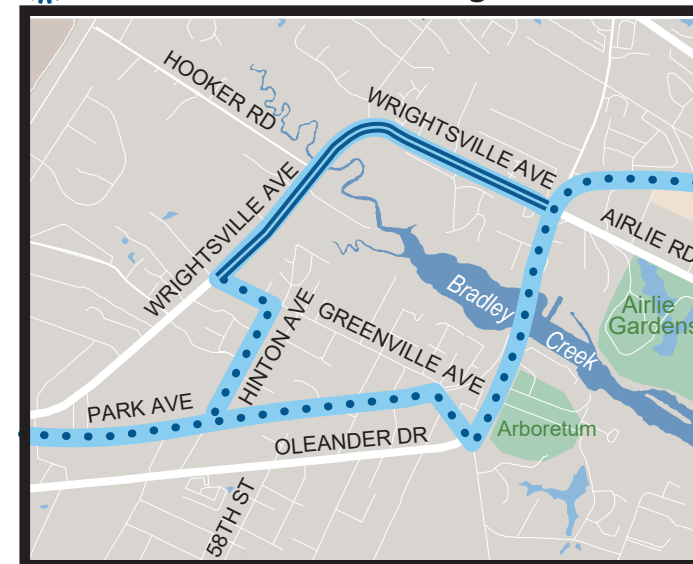 HOOKER RD
WRIGHTSVILLE AVE
WRIGHTSVILLE AVE
AIRLIE RD
Bradley
Creek
Airlie
Gardens
HINTON AVE
GREENVILLE AVE
PARK AVE
OLEANDER DR
Arboretum
58TH ST